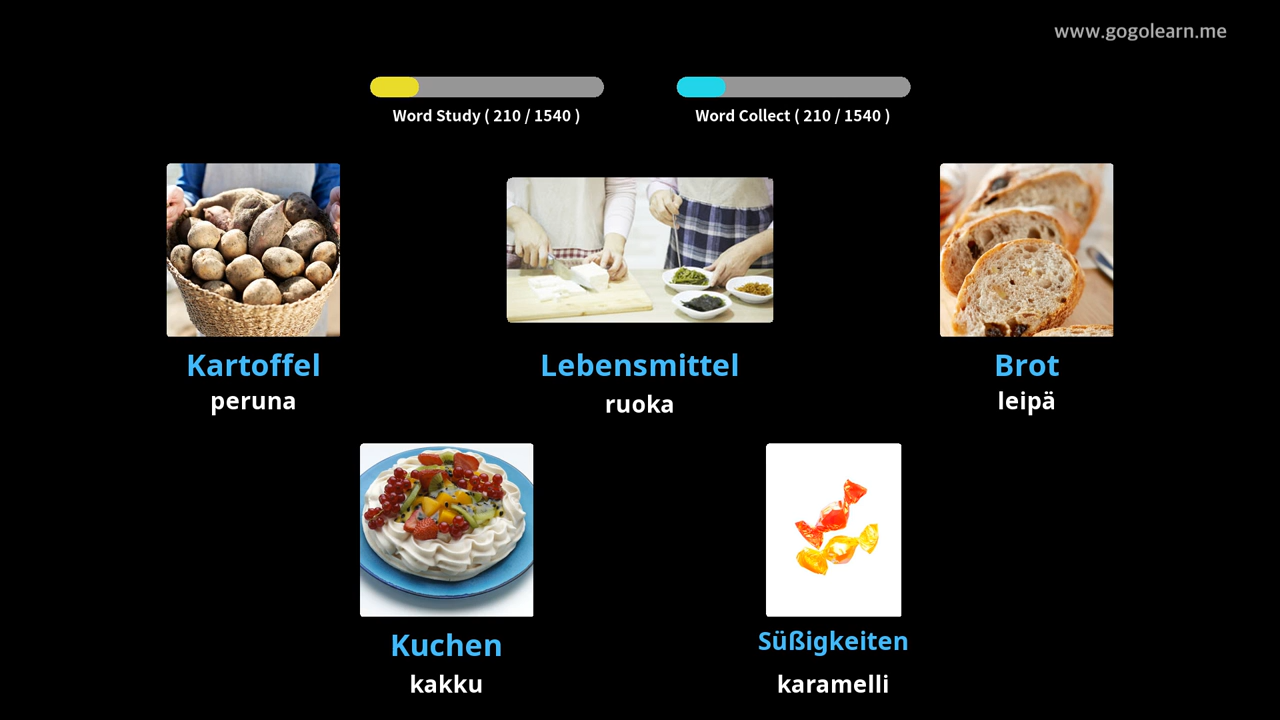 www.gogolearn.me
Word Study ( 210 / 1540 )
Word Collect ( 210 / 1540 )
Kartoffel
peruna
Lebensmittel
ruoka
Brot
leipä
Kuchen
kakku
Süßigkeiten
karamelli